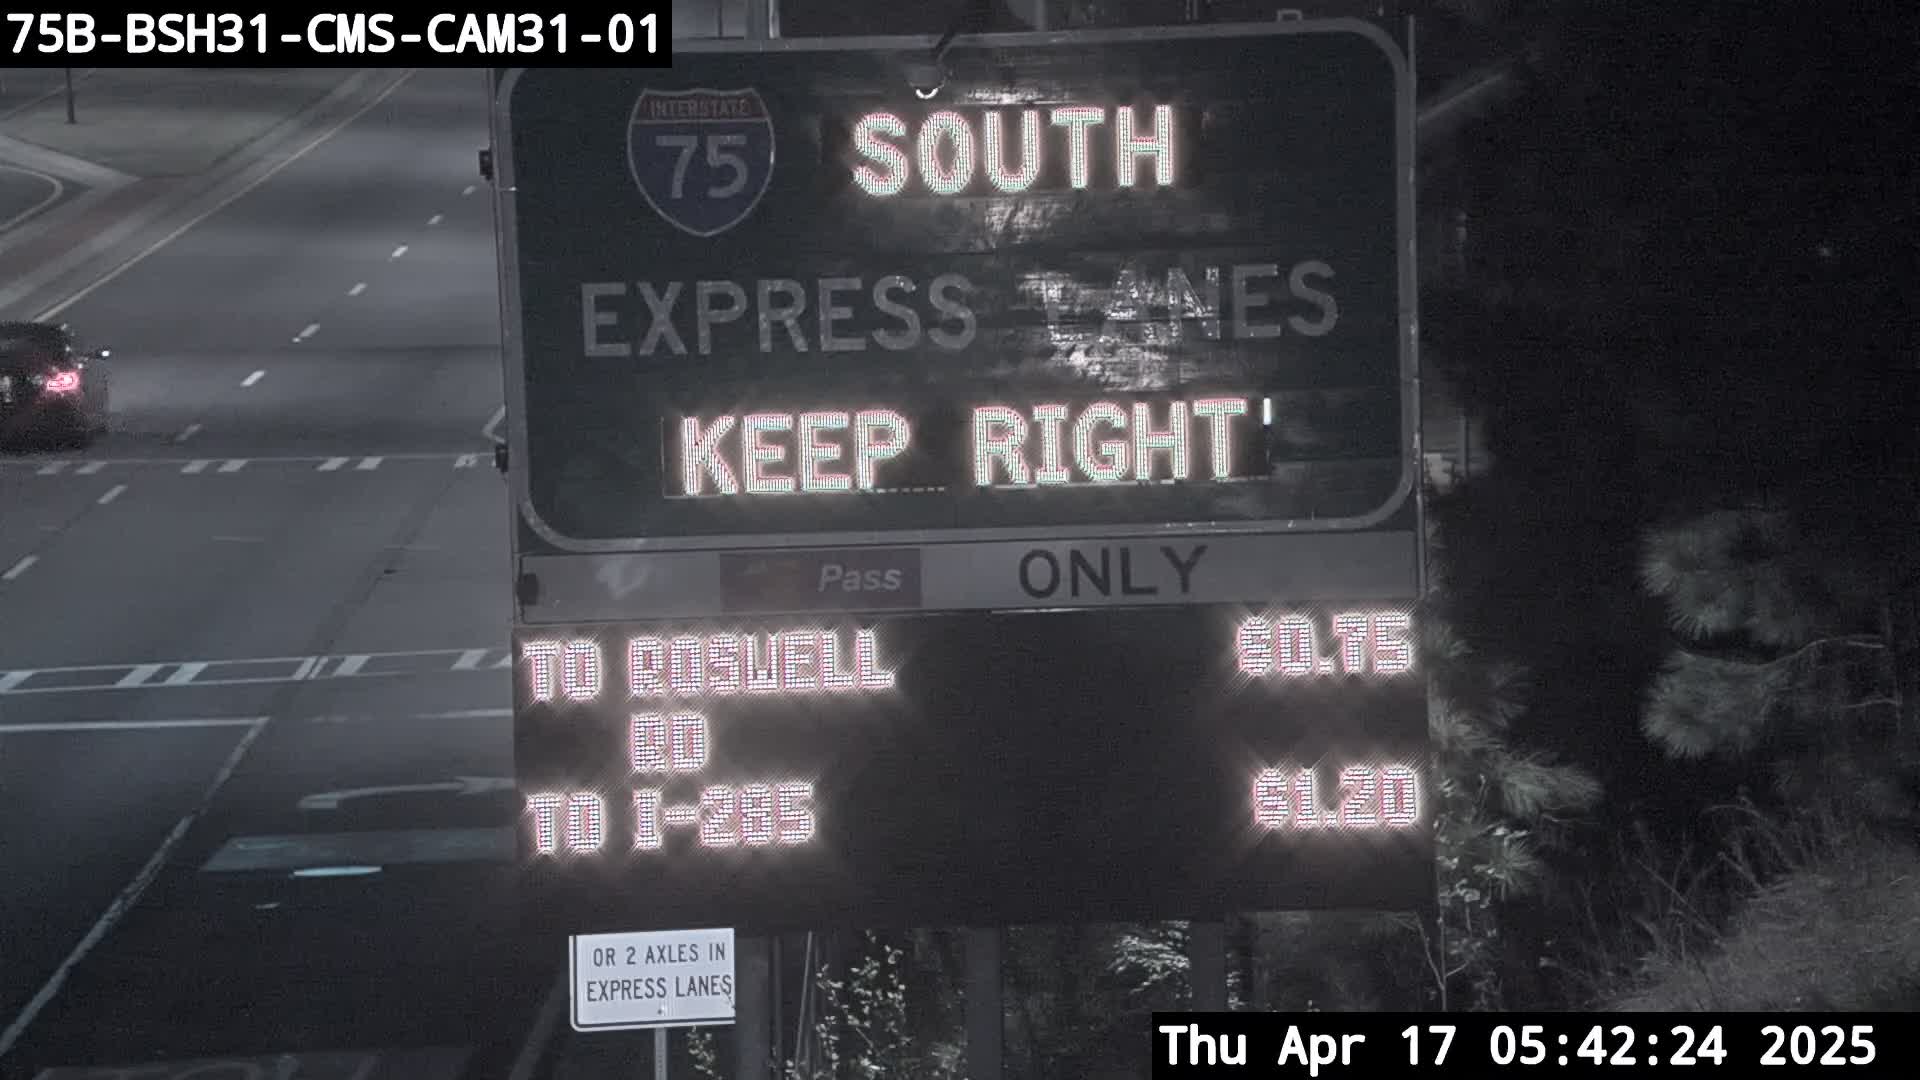 75B-BSH31-CMS-CAM31-01
INTERSTATE
75
SOUTH
EXPRESS LANES
KEEP RIGHT
Pass ONLY
TO ROSWELL $0.75
RD
TO I-285 $1.20
OR 2 AXLES IN
EXPRESS LANES
Thu Apr 17 05:42:24 2025